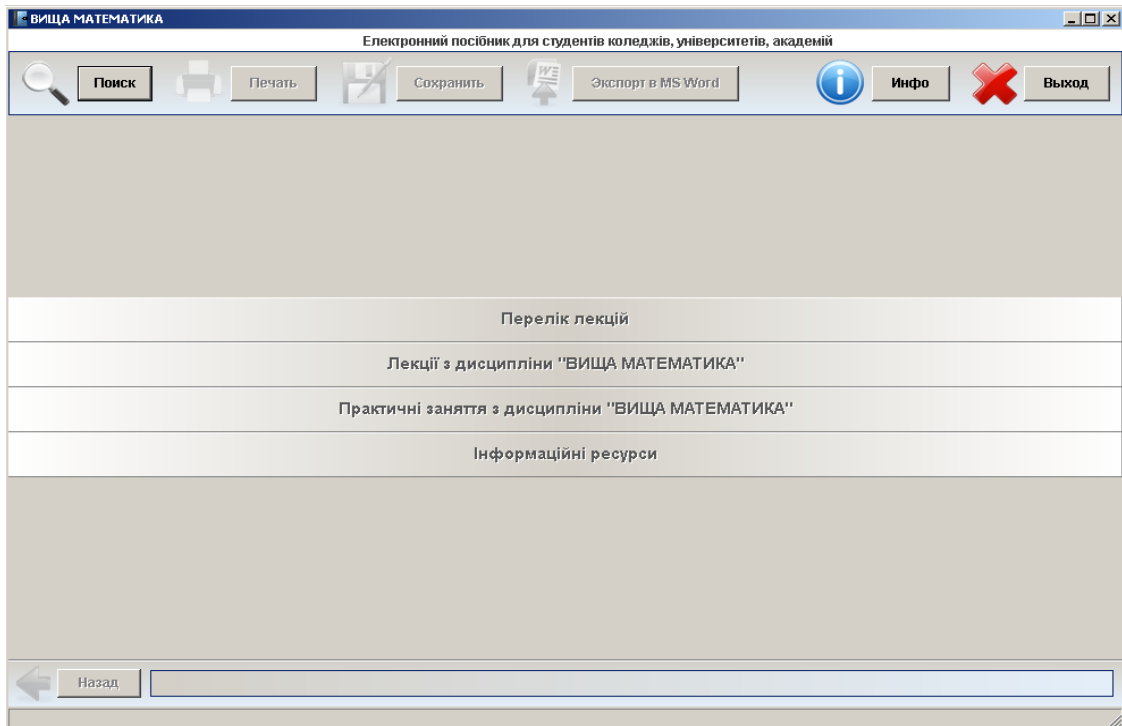 ВИЩА МАТЕМАТИКА
Електронний посібник для студентів коледжів, університетів, академій
Поиск Печать Сохранить Экспорт в MS Word Инфо Выход
Перелік лекцій
Лекції з дисципліни "ВИЩА МАТЕМАТИКА"
Практичні заняття з дисципліни "ВИЩА МАТЕМАТИКА"
Інформаційні ресурси
Назад